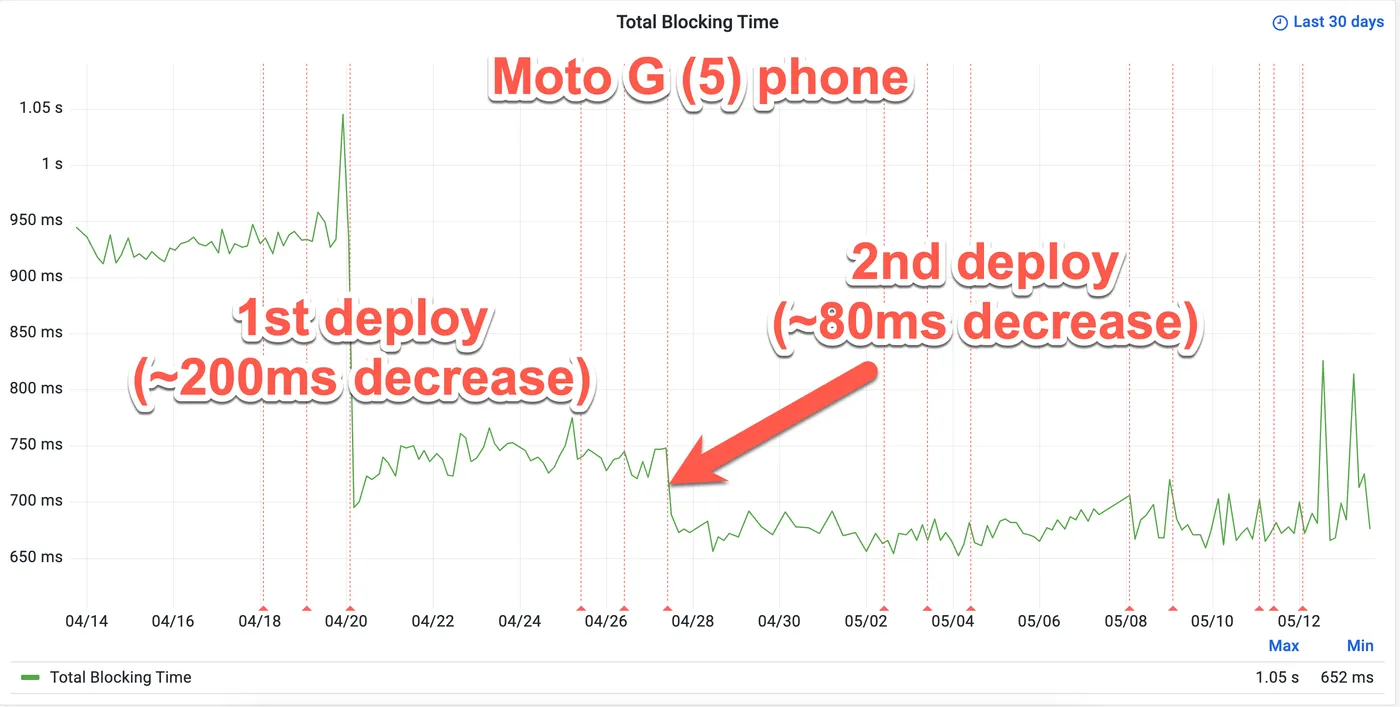 Total Blocking Time
Last 30 days
Moto G (5) phone
1.05 s
1 s
950 ms
900 ms
850 ms
800 ms
750 ms
700 ms
650 ms
1st deploy
(~200ms decrease)
2nd deploy
(~80ms decrease)
04/14 04/16 04/18 04/20 04/22 04/24 04/26 04/28 04/30 05/02 05/04 05/06 05/08 05/10 05/12
Max Min
Total Blocking Time 1.05 s 652 ms